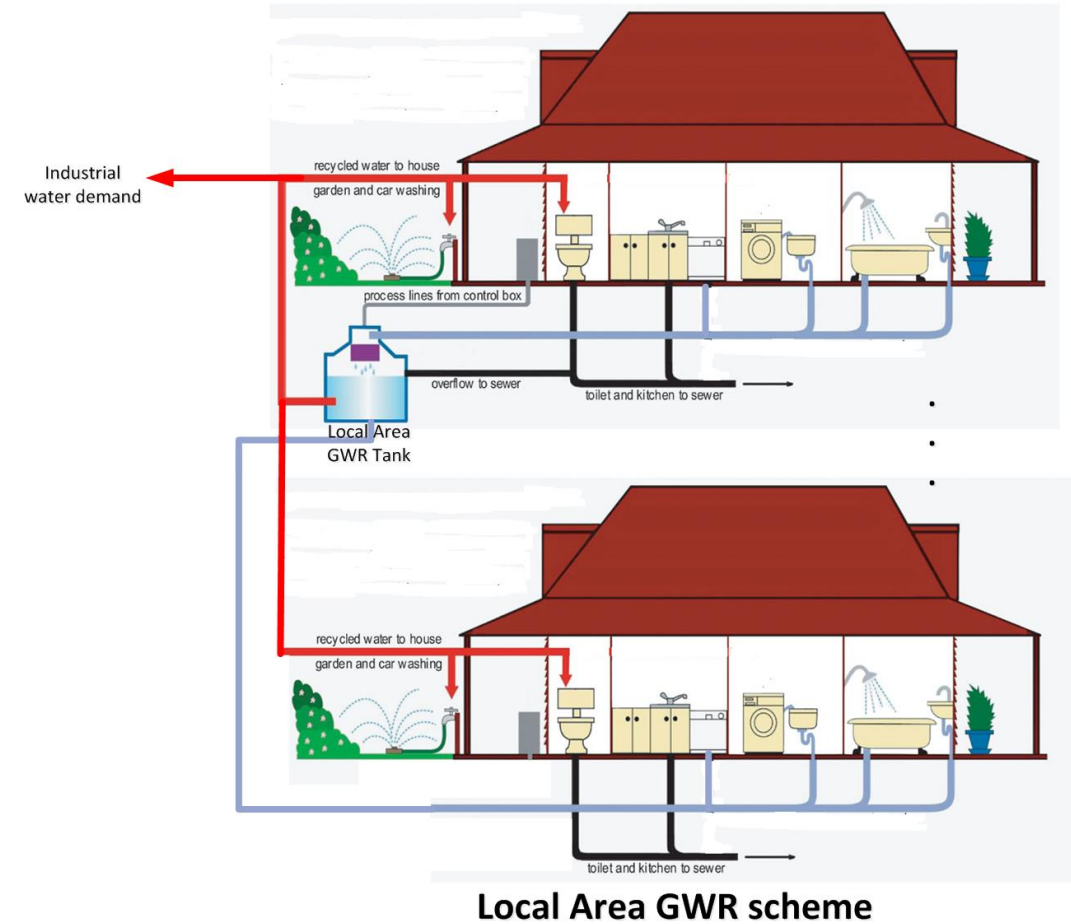 Industrial
water demand
recycled water to house
garden and car washing
process lines from control box
overflow to sewer
toilet and kitchen to sewer
Local Area
GWR Tank
recycled water to house
garden and car washing
toilet and kitchen to sewer
Local Area GWR scheme